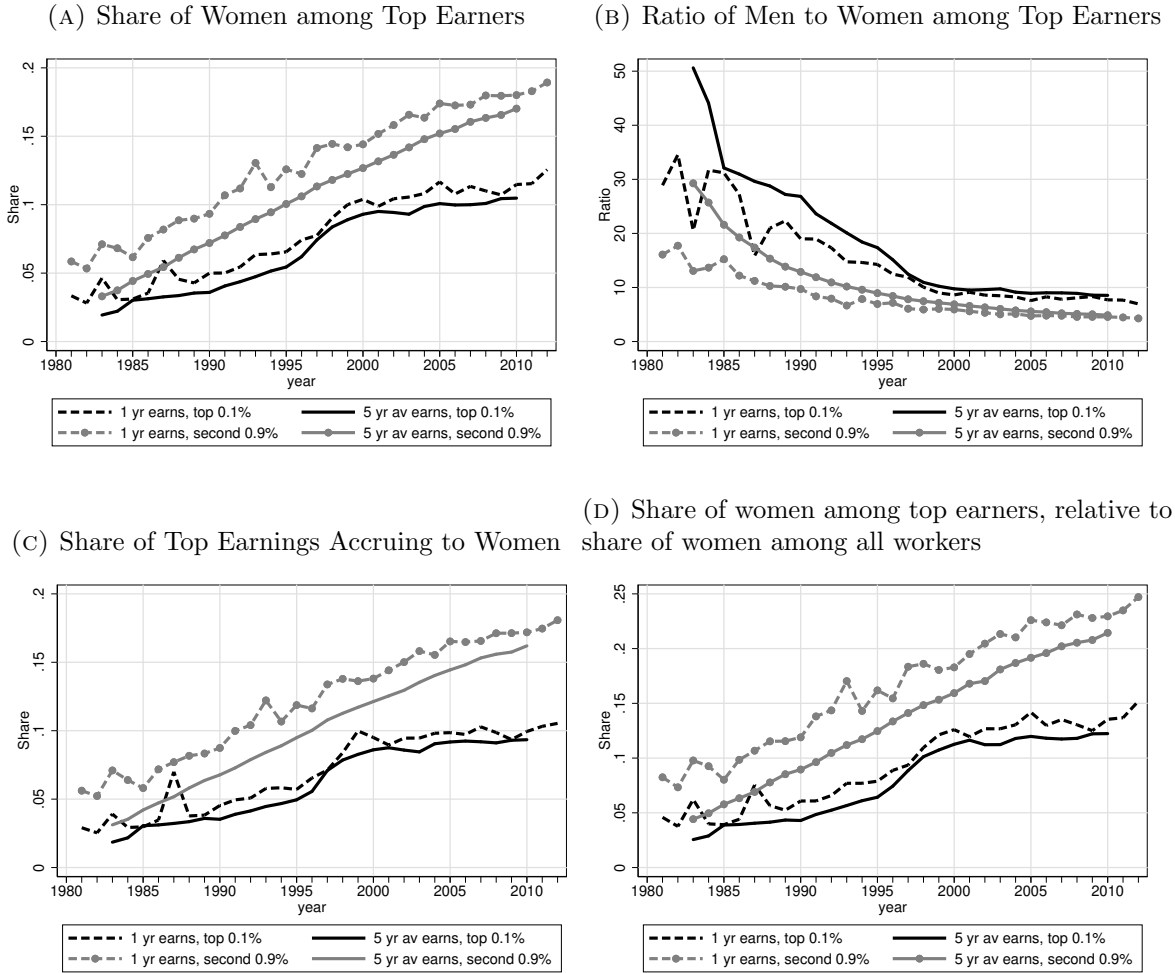 (A) Share of Women among Top Earners
.2
.15
.1
.05
0
Share
1980 1985 1990 1995 2000 2005 2010
year
1 yr earns, top 0.1% 5 yr av earns, top 0.1%
1 yr earns, second 0.9% 5 yr av earns, second 0.9%
(B) Ratio of Men to Women among Top Earners
50
40
30
20
10
0
Ratio
1980 1985 1990 1995 2000 2005 2010
year
1 yr earns, top 0.1% 5 yr av earns, top 0.1%
1 yr earns, second 0.9% 5 yr av earns, second 0.9%
(C) Share of Top Earnings Accruing to Women
.2
.15
.1
.05
0
Share
1980 1985 1990 1995 2000 2005 2010
year
1 yr earns, top 0.1% 5 yr av earns, top 0.1%
1 yr earns, second 0.9% 5 yr av earns, second 0.9%
(D) Share of women among top earners, relative to
share of women among all workers
.25
.2
.15
.1
.05
0
Share
1980 1985 1990 1995 2000 2005 2010
year
1 yr earns, top 0.1% 5 yr av earns, top 0.1%
1 yr earns, second 0.9% 5 yr av earns, second 0.9%